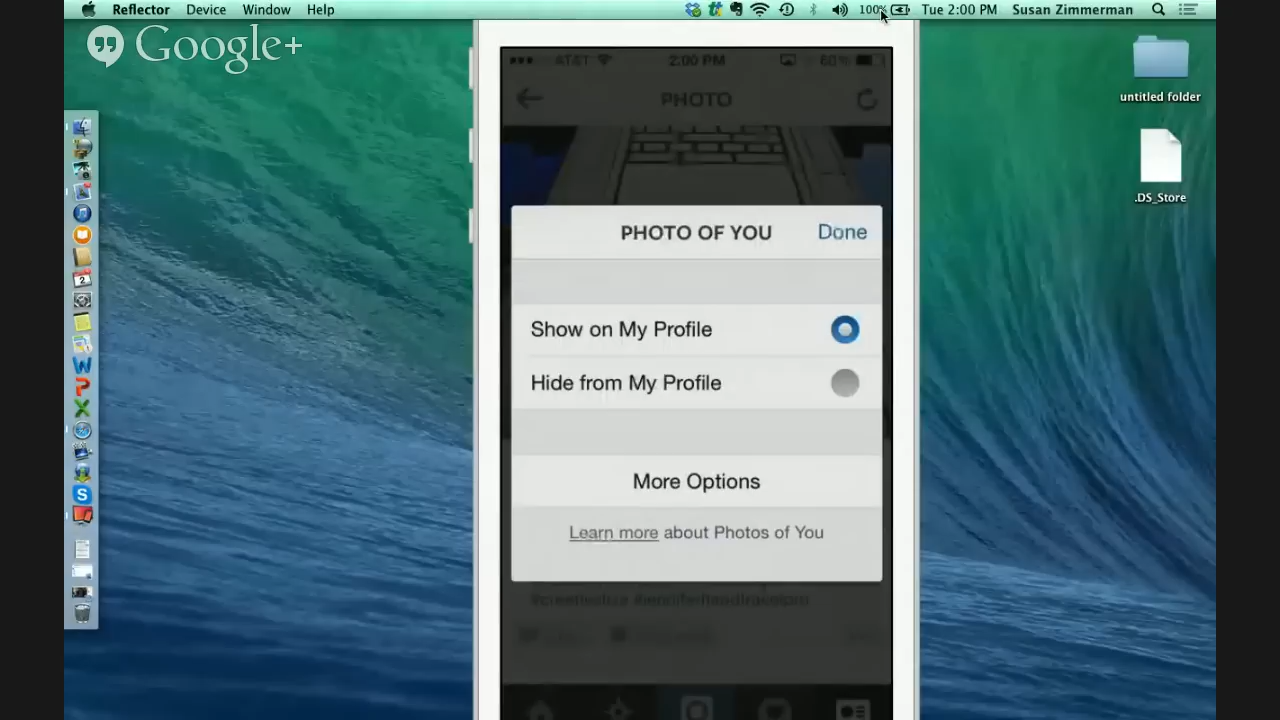 Reflector Device Window Help 100% Tue 2:00 PM Susan Zimmerman
Google+
untitled folder
.DS_Store
AT&T 2:00 PM 60%
PHOTO
PHOTO OF YOU Done
Show on My Profile
Hide from My Profile
More Options
Learn more about Photos of You
2
W
P
X
S